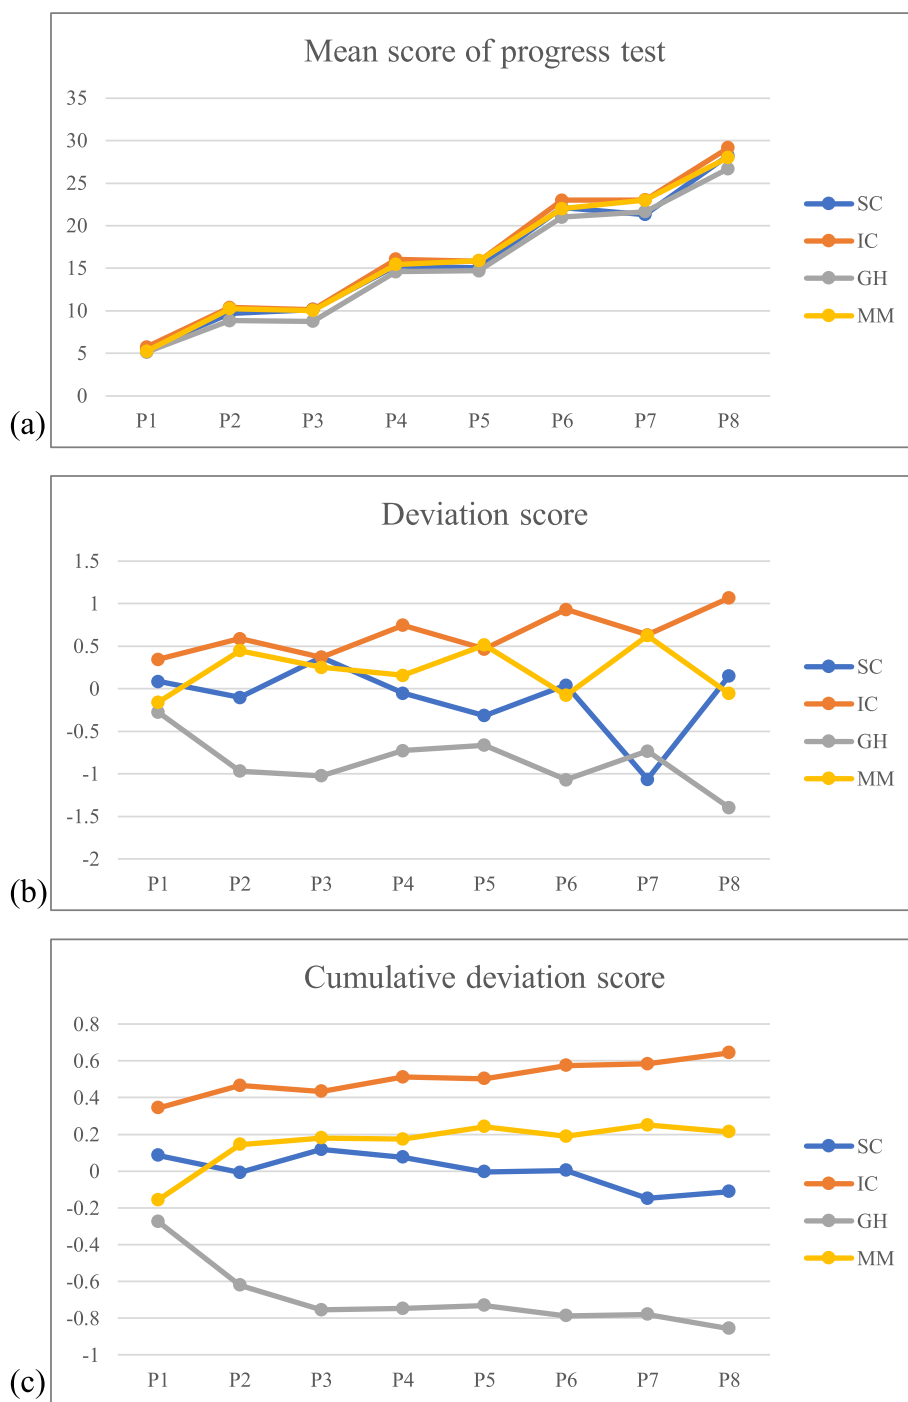 Mean score of progress test
35
30
25
20
15
10
5
0
P1 P2 P3 P4 P5 P6 P7 P8
SC
IC
GH
MM
(a)
Deviation score
1.5
1
0.5
0
-0.5
-1
-1.5
-2
P1 P2 P3 P4 P5 P6 P7 P8
SC
IC
GH
MM
(b)
Cumulative deviation score
0.8
0.6
0.4
0.2
0
-0.2
-0.4
-0.6
-0.8
-1
P1 P2 P3 P4 P5 P6 P7 P8
SC
IC
GH
MM
(c)